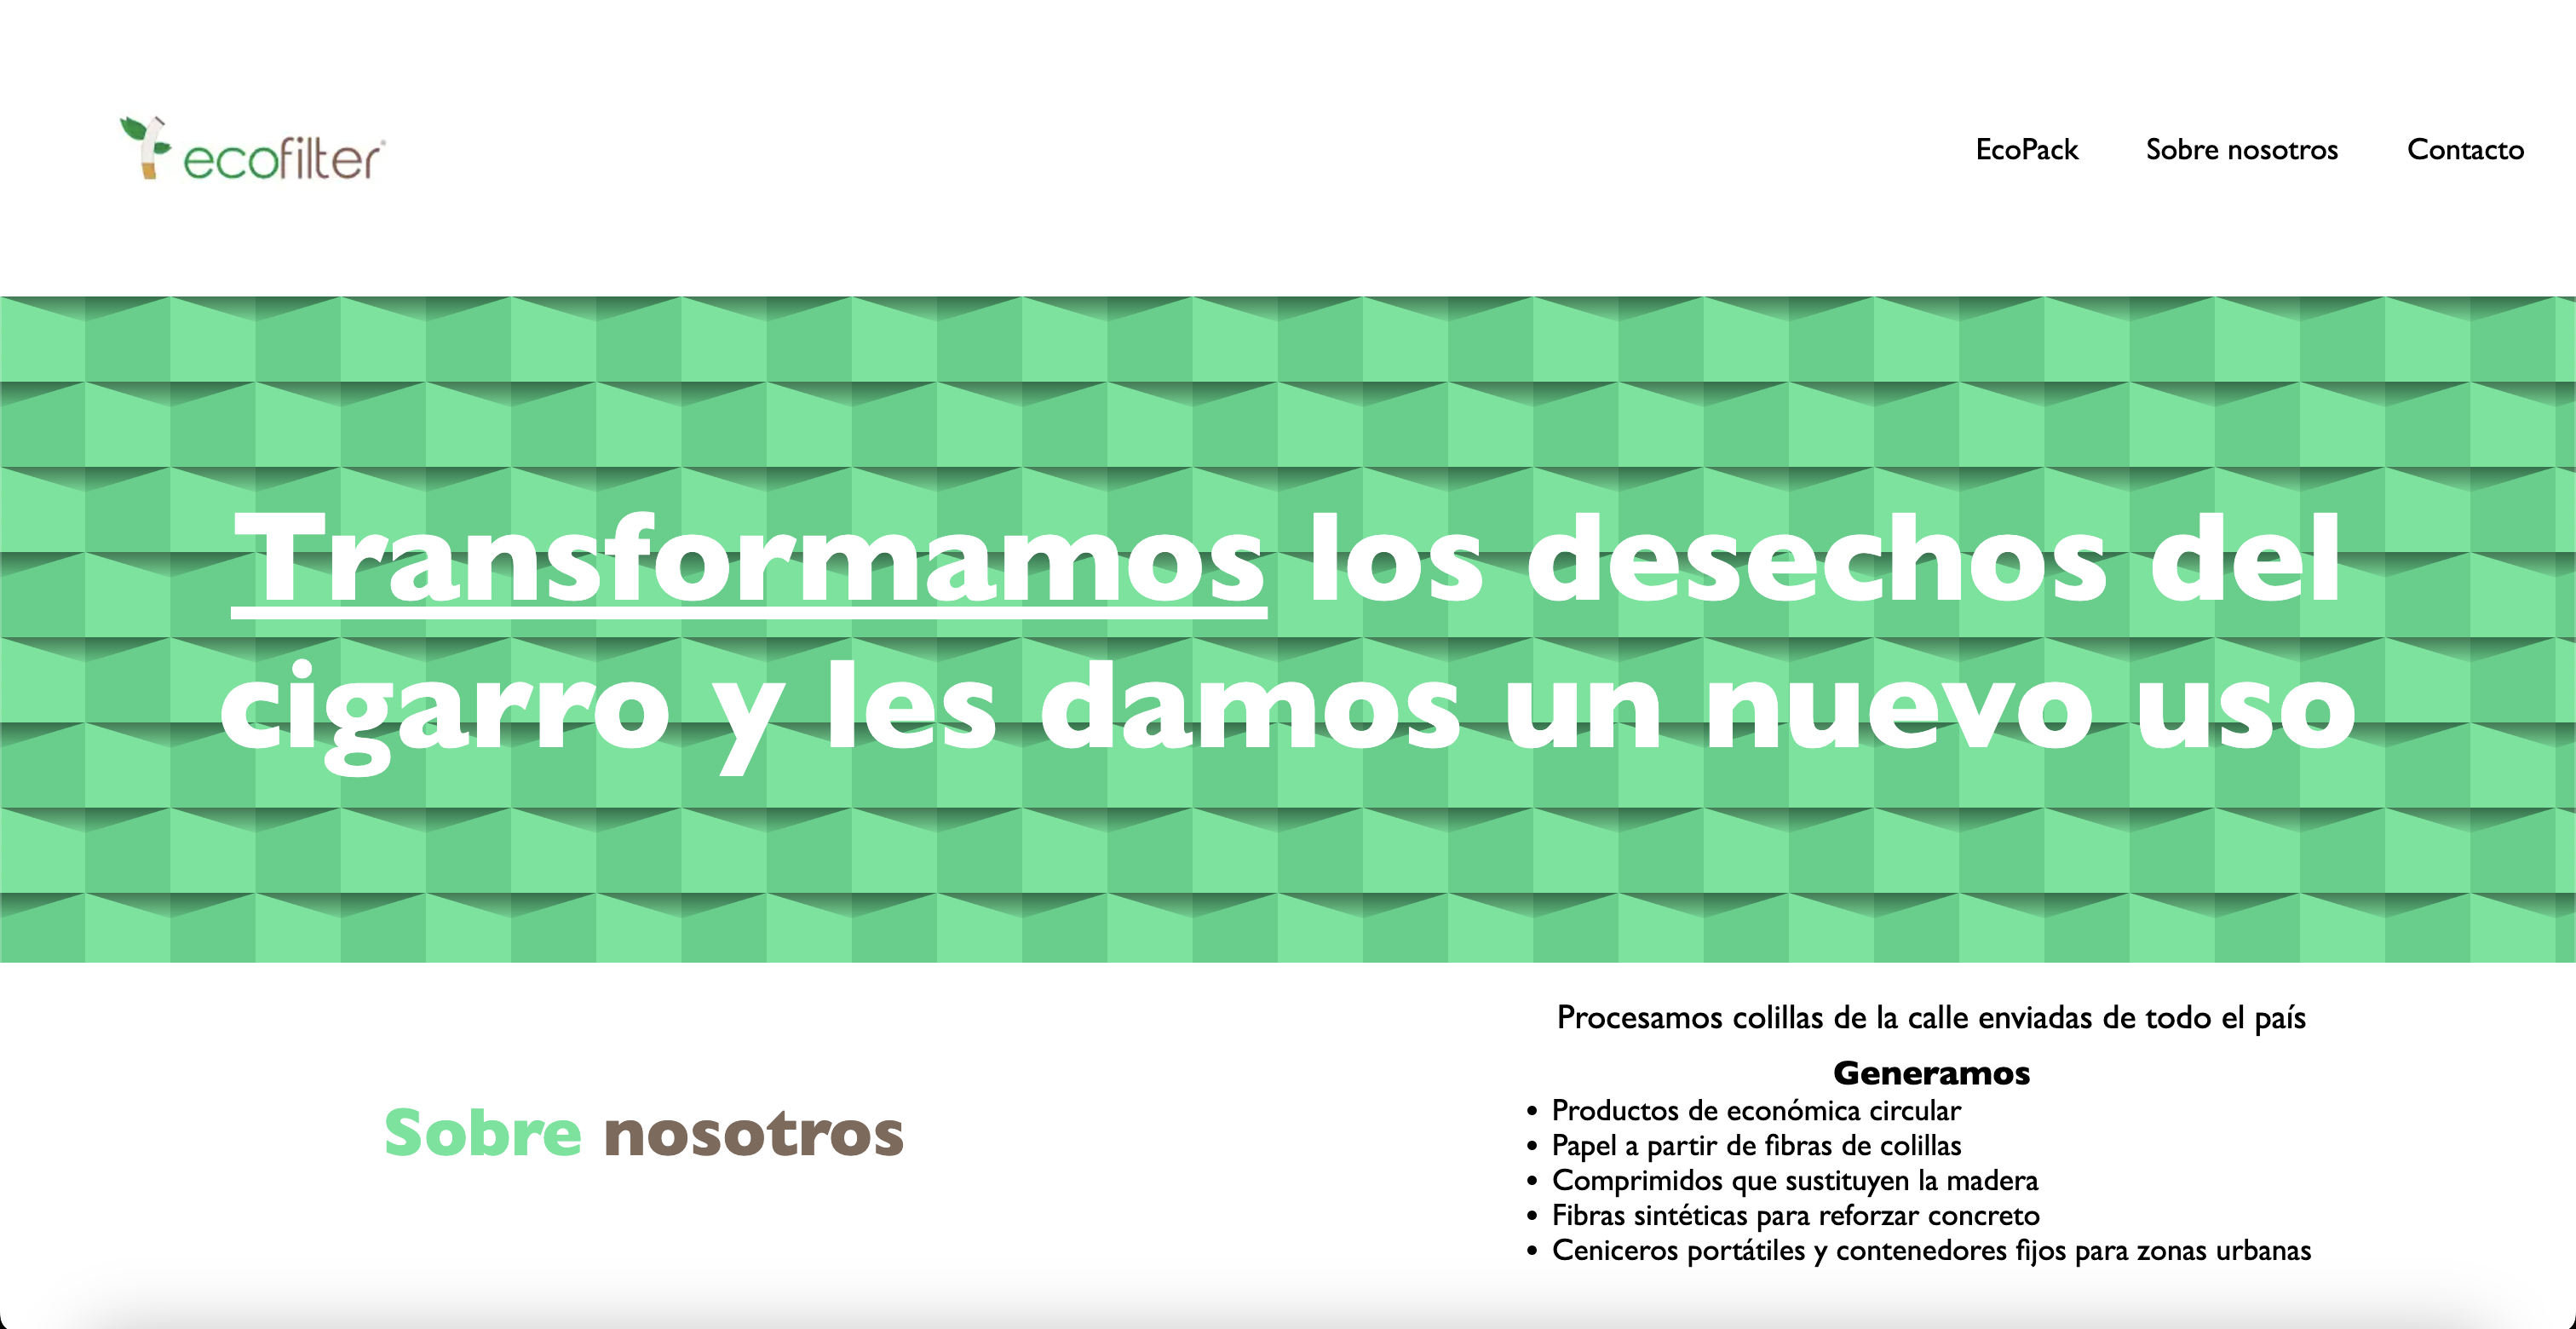 ecofilter
EcoPack
Sobre nosotros
Contacto
Transformamos los desechos del
cigarro y les damos un nuevo uso
Sobre nosotros
Procesamos colillas de la calle enviadas de todo el país
Generamos
• Productos de económica circular
• Papel a partir de fibras de colillas
• Comprimidos que sustituyen la madera
• Fibras sintéticas para reforzar concreto
• Ceniceros portátiles y contenedores fijos para zonas urbanas